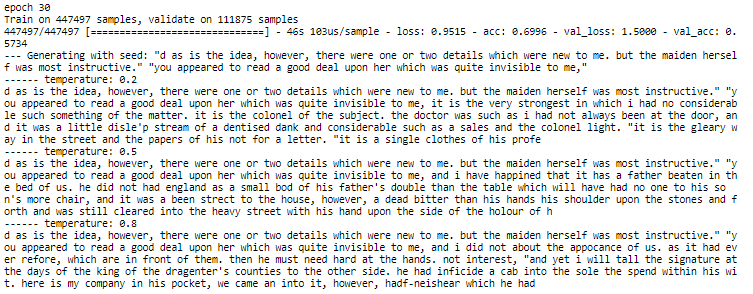 epoch 30
Train on 447497 samples, validate on 111875 samples
447497/447497 [==============================] - 46s 103us/sample - loss: 0.9515 - acc: 0.6996 - val_loss: 1.5000 - val_acc: 0.
5734
--- Generating with seed: "d as is the idea, however, there were one or two details which were new to me. but the maiden hersel
f was most instructive." "you appeared to read a good deal upon her which was quite invisible to me,"
------ temperature: 0.2
d as is the idea, however, there were one or two details which were new to me. but the maiden herself was most instructive." "y
ou appeared to read a good deal upon her which was quite invisible to me, it is the very strongest in which i had no considerab
le such something of the matter. it is the colonel of the subject. the doctor was such as i had not always been at the door, an
d it was a little disle'p stream of a dentised dank and considerable such as a sales and the colonel light. "it is the gleary w
ay in the street and the papers of his not for a letter. "it is a single clothes of his profe
------ temperature: 0.5
d as is the idea, however, there were one or two details which were new to me. but the maiden herself was most instructive." "y
ou appeared to read a good deal upon her which was quite invisible to me, and i have happined that it has a father beaten in th
e bed of us. he did not had england as a small bod of his father's double than the table which will have had no one to his so
n's more chair, and it was a been strect to the house, however, a dead bitter than his hands his shoulder upon the stones and f
orth and was still cleared into the heavy street with his hand upon the side of the holour of h
------ temperature: 0.8
d as is the idea, however, there were one or two details which were new to me. but the maiden herself was most instructive." "y
ou appeared to read a good deal upon her which was quite invisible to me, and i did not about the appocance of us. as it had ev
er refore, which are in front of them. then he must need hard at the hands. not interest, "and yet i will tall the signature at
the days of the king of the dragenter's counties to the other side. he had inficide a cab into the sole the spend within his wi
t. here is my company in his pocket, we came an into it, however, hadf-neishear which he had